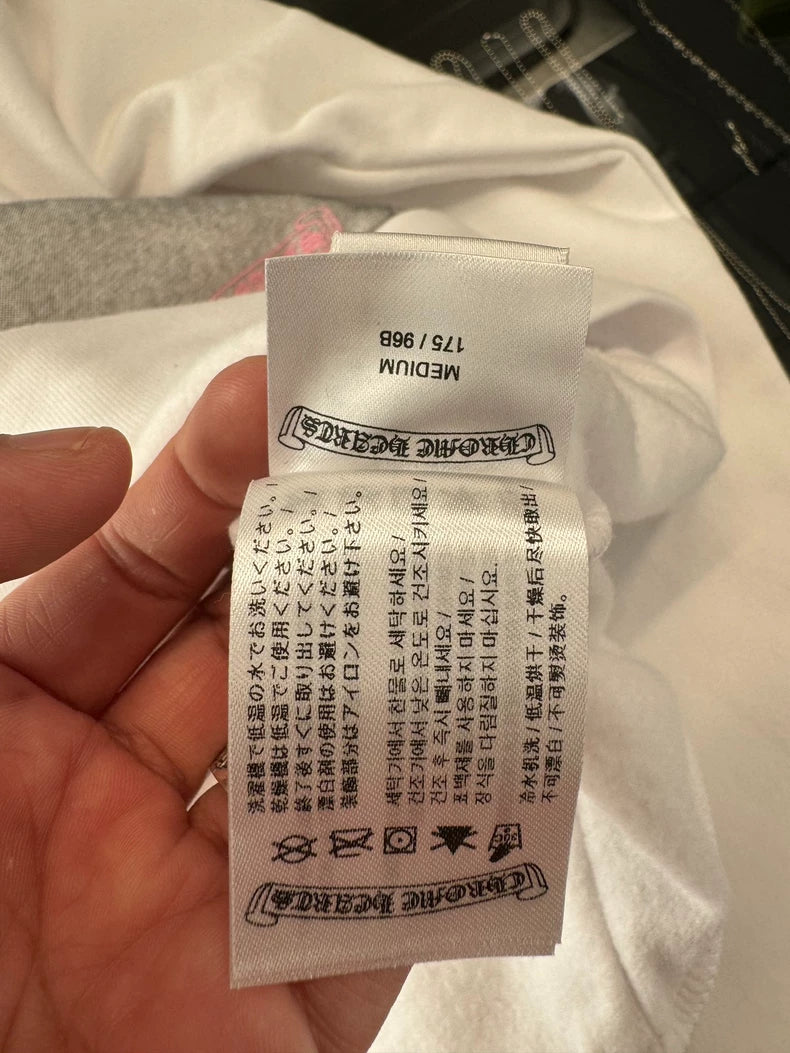 MEDIUM
175 / 96B
CHROME HEARTS
洗濯機で低温の水でお洗いください。/
乾燥機は低温でご使用ください。/
終了後すぐに取り出してください。/
漂白剤の使用はお避けください。/
装飾部分はアイロンをお避け下さい。
세탁기에서 찬물로 세탁하세요/
건조기에서 낮은 온도로 건조시키세요/
건조 후 즉시 빼내세요/
표백제를 사용하지 마세요/
장식을 다림질하지 마십시요.
冷水机洗/低温烘干/干燥后尽快取出/
不可漂白/不可熨烫装饰。
30C
CHROME HEARTS